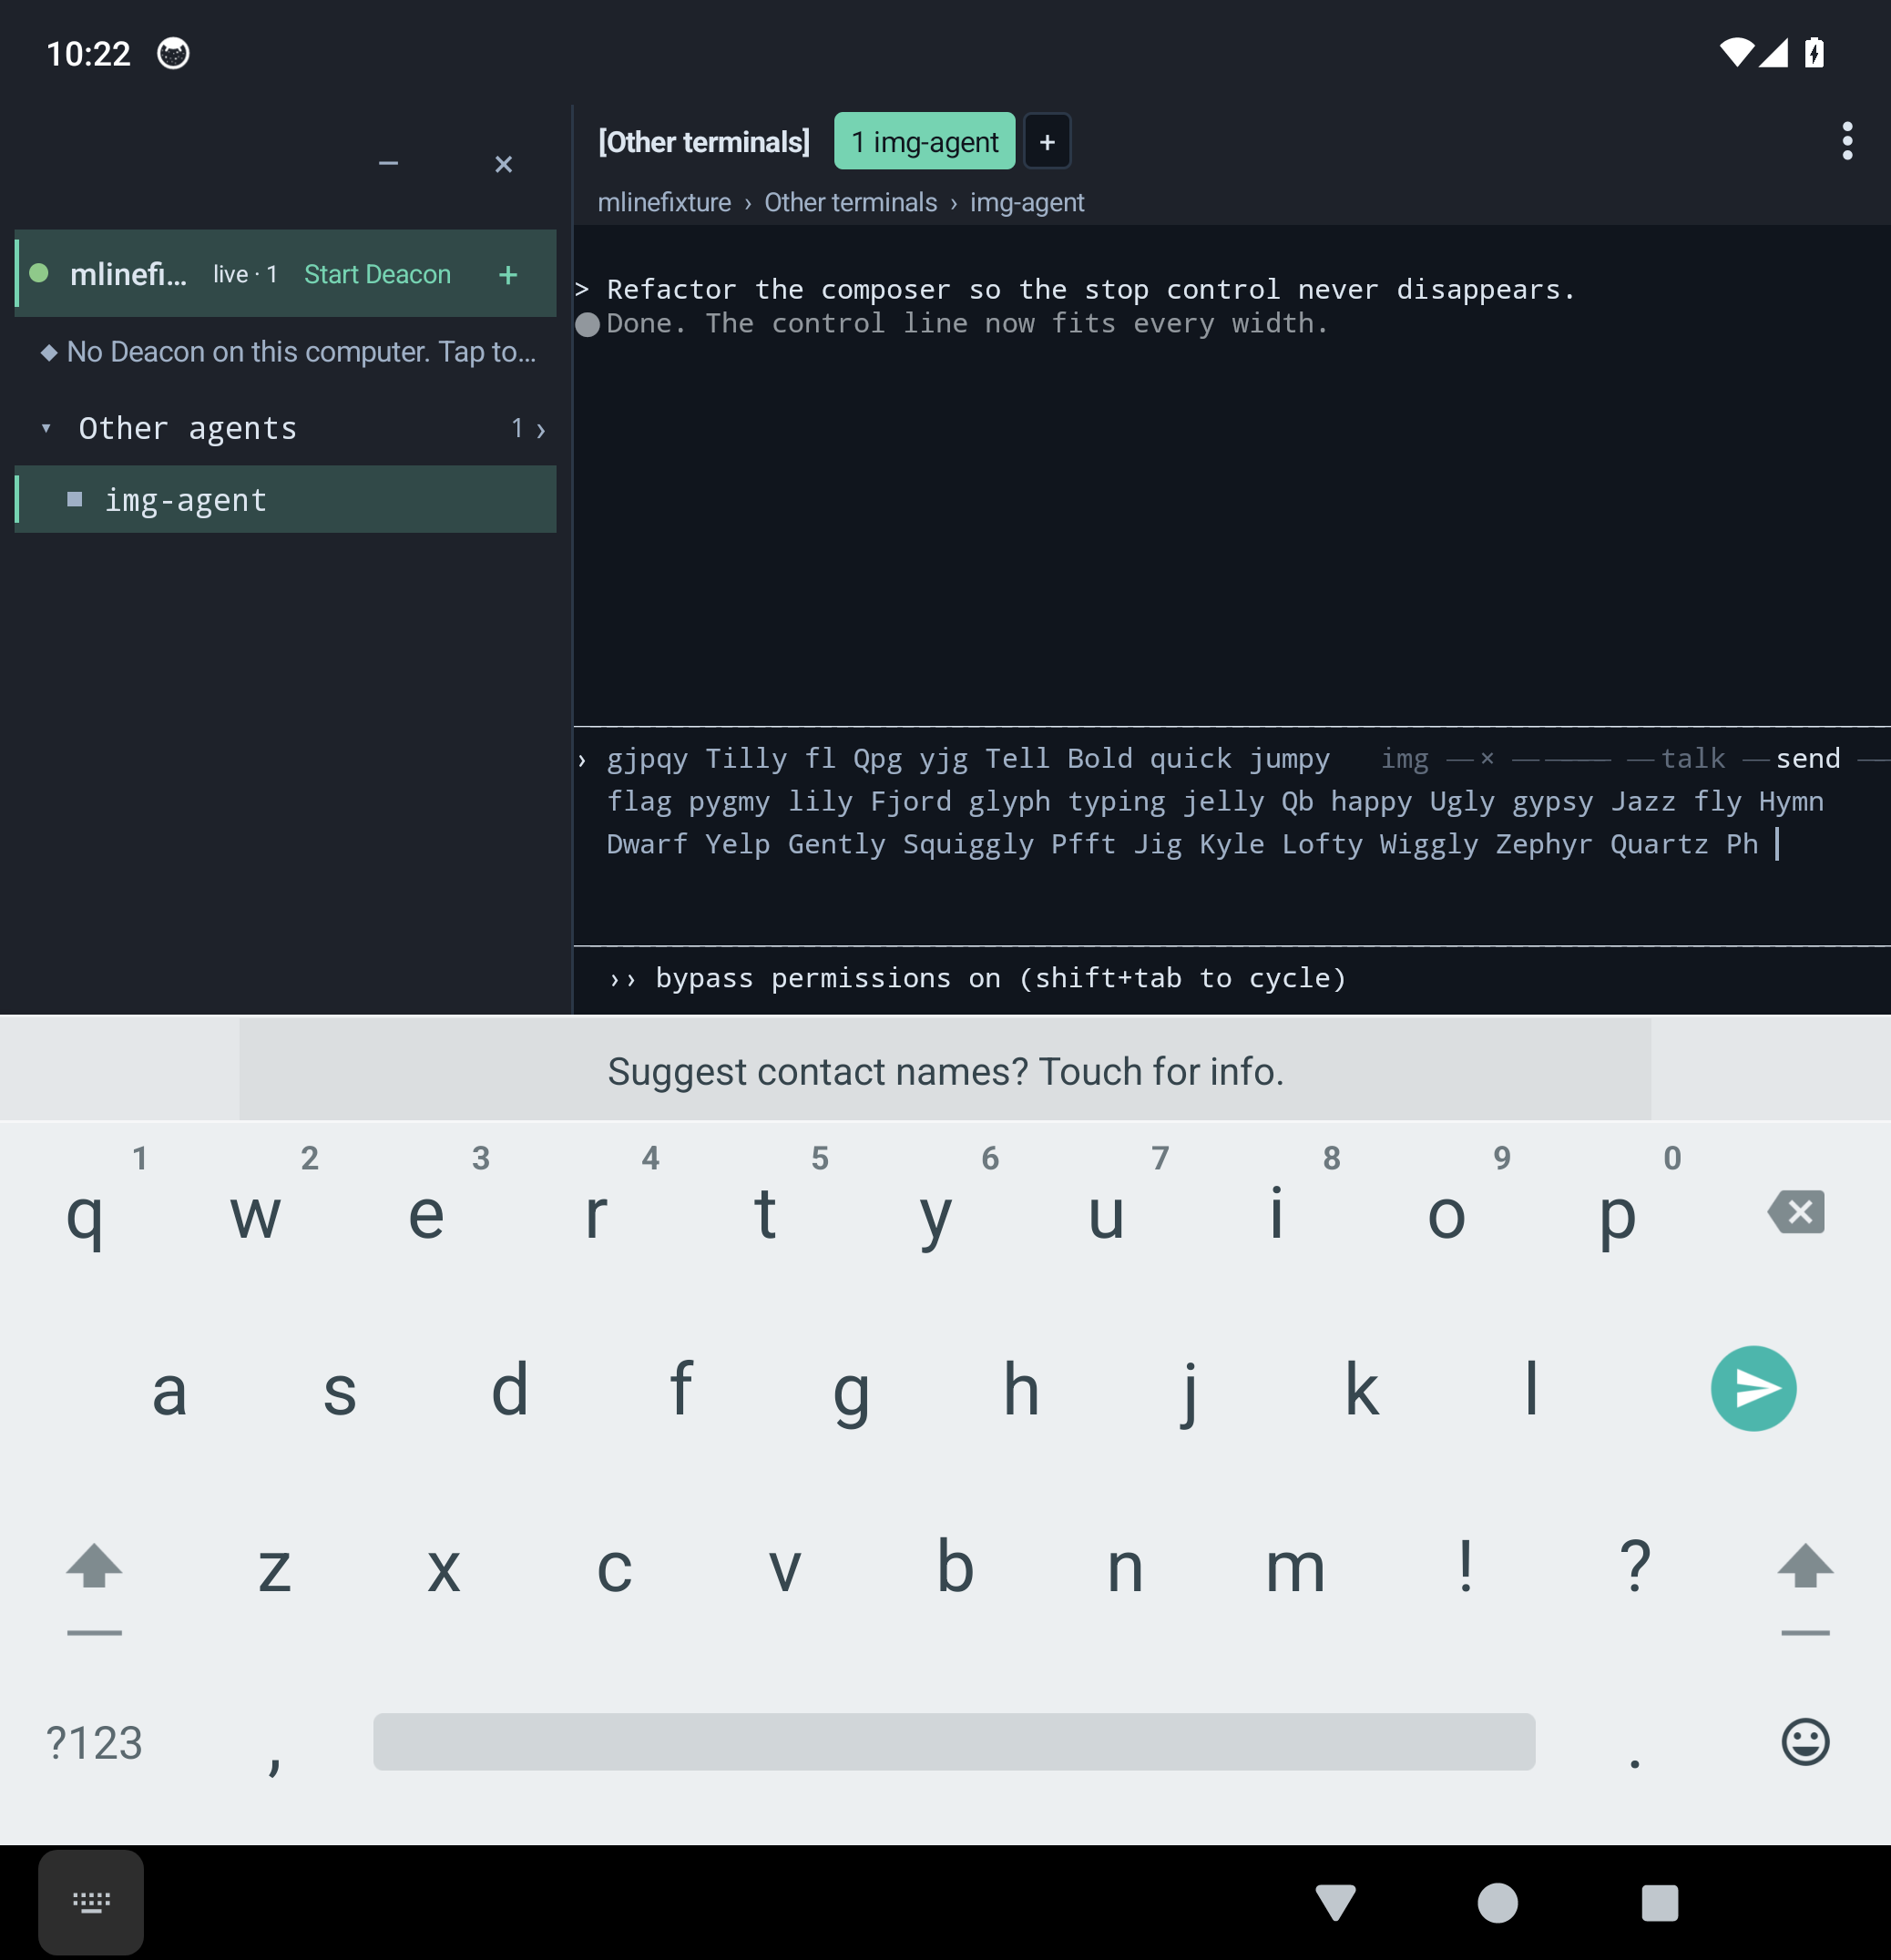 10:22
[Other terminals] 1 img-agent +
mlinefixture › Other terminals › img-agent
mlinefi... live · 1 Start Deacon +
◆ No Deacon on this computer. Tap to...
▾ Other agents 1 ›
img-agent
> Refactor the composer so the stop control never disappears.
Done. The control line now fits every width.
› gjpqy Tilly fl Qpg yjg Tell Bold quick jumpy img —× ———— —talk —send —
flag pygmy lily Fjord glyph typing jelly Qb happy Ugly gypsy Jazz fly Hymn
Dwarf Yelp Gently Squiggly Pfft Jig Kyle Lofty Wiggly Zephyr Quartz Ph
›› bypass permissions on (shift+tab to cycle)
Suggest contact names? Touch for info.
1 2 3 4 5 6 7 8 9 0
q w e r t y u i o p
a s d f g h j k l
z x c v b n m ! ?
?123 , .